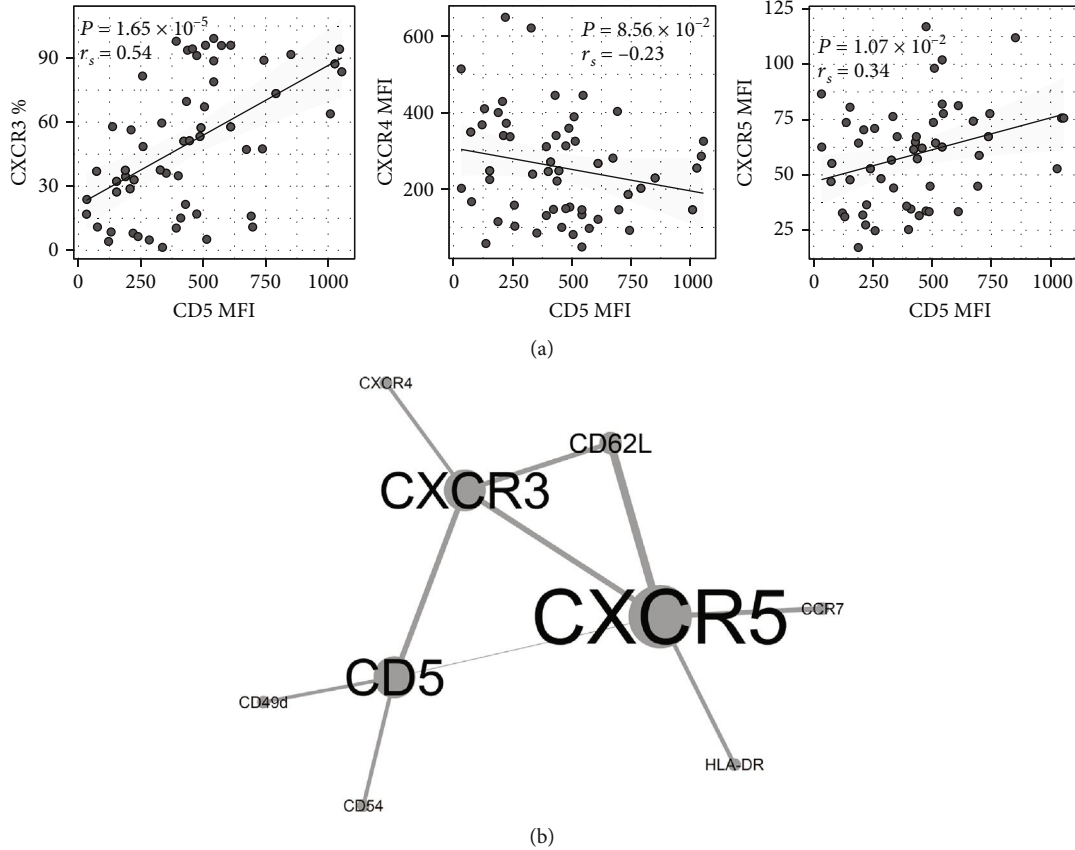 P = 1.65 × 10⁻⁵
r_s = 0.54
CXCR3 %
90
60
30
0
0 250 500 750 1000
CD5 MFI
P = 8.56 × 10⁻²
r_s = −0.23
CXCR4 MFI
600
400
200
0 250 500 750 1000
CD5 MFI
P = 1.07 × 10⁻²
r_s = 0.34
CXCR5 MFI
125
100
75
50
25
0 250 500 750 1000
CD5 MFI
(a)
CXCR4
CD62L
CXCR3
CXCR5
CCR7
CD5
CD49d
HLA-DR
CD54
(b)